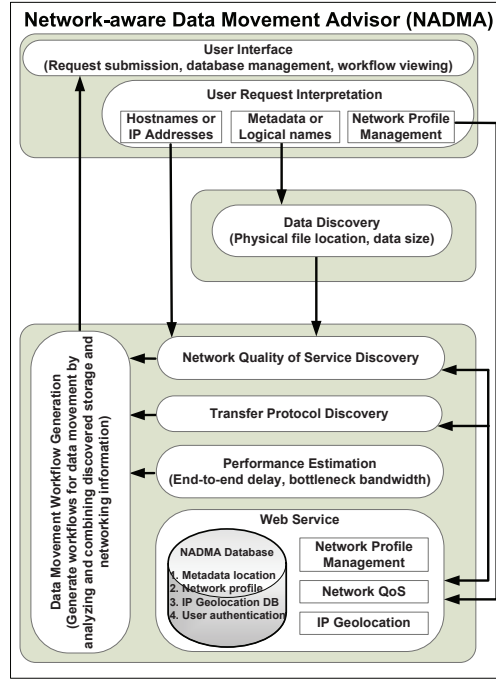 Network-aware Data Movement Advisor (NADMA)
User Interface
(Request submission, database management, workflow viewing)
User Request Interpretation
Hostnames or
IP Addresses
Metadata or
Logical names
Network Profile
Management
Data Discovery
(Physical file location, data size)
Data Movement Workflow Generation
(Generate workflows for data movement by
analyzing and combining discovered storage and
networking information)
Network Quality of Service Discovery
Transfer Protocol Discovery
Performance Estimation
(End-to-end delay, bottleneck bandwidth)
Web Service
NADMA Database
1. Metadata location
2. Network profile
3. IP Geolocation DB
4. User authentication
Network Profile
Management
Network QoS
IP Geolocation